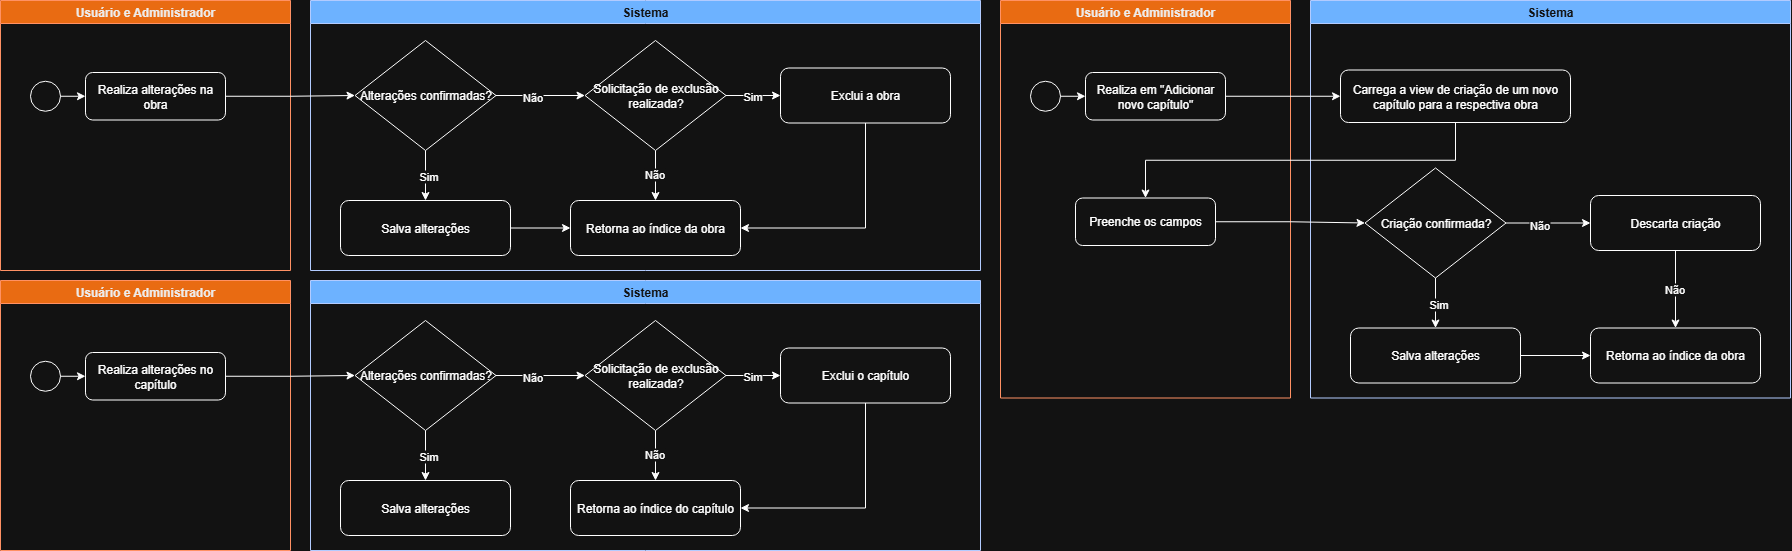 Usuário e Administrador
Sistema
Realiza alterações na
obra
Alterações confirmadas?
Não
Solicitação de exclusão
realizada?
Sim
Exclui a obra
Sim
Não
Salva alterações
Retorna ao índice da obra
Usuário e Administrador
Sistema
Realiza alterações no
capítulo
Alterações confirmadas?
Não
Solicitação de exclusão
realizada?
Sim
Exclui o capítulo
Sim
Não
Salva alterações
Retorna ao índice do capítulo
Usuário e Administrador
Sistema
Realiza em "Adicionar
novo capítulo"
Carrega a view de criação de um novo
capítulo para a respectiva obra
Preenche os campos
Criação confirmada?
Não
Descarta criação
Sim
Não
Salva alterações
Retorna ao índice da obra